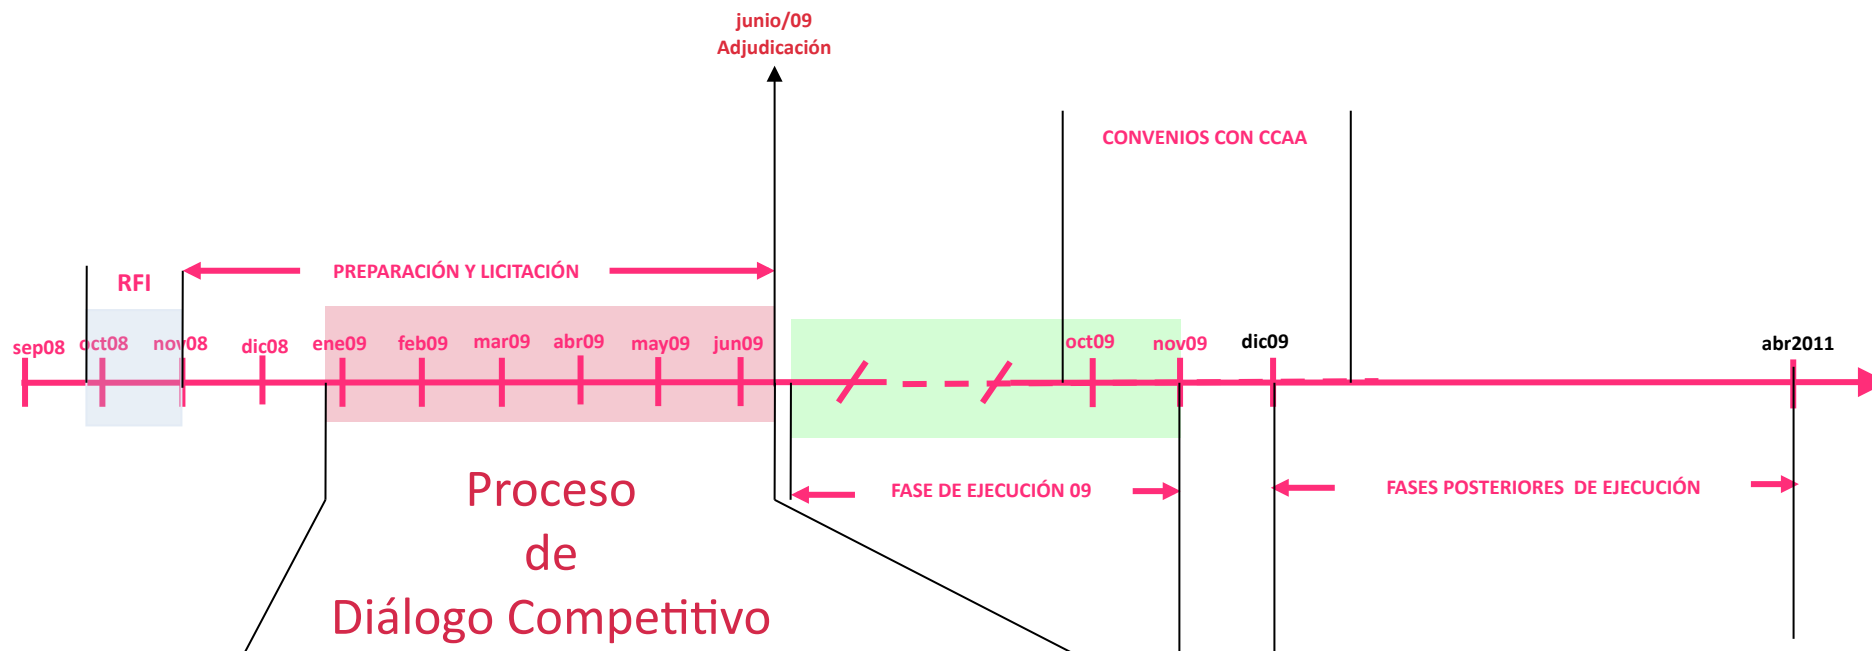 junio/09
Adjudicación
CONVENIOS CON CCAA
RFI
PREPARACIÓN Y LICITACIÓN
sep08 oct08 nov08 dic08 ene09 feb09 mar09 abr09 may09 jun09 oct09 nov09 dic09 abr2011
FASE DE EJECUCIÓN 09
FASES POSTERIORES DE EJECUCIÓN
Proceso
de
Diálogo Competitivo